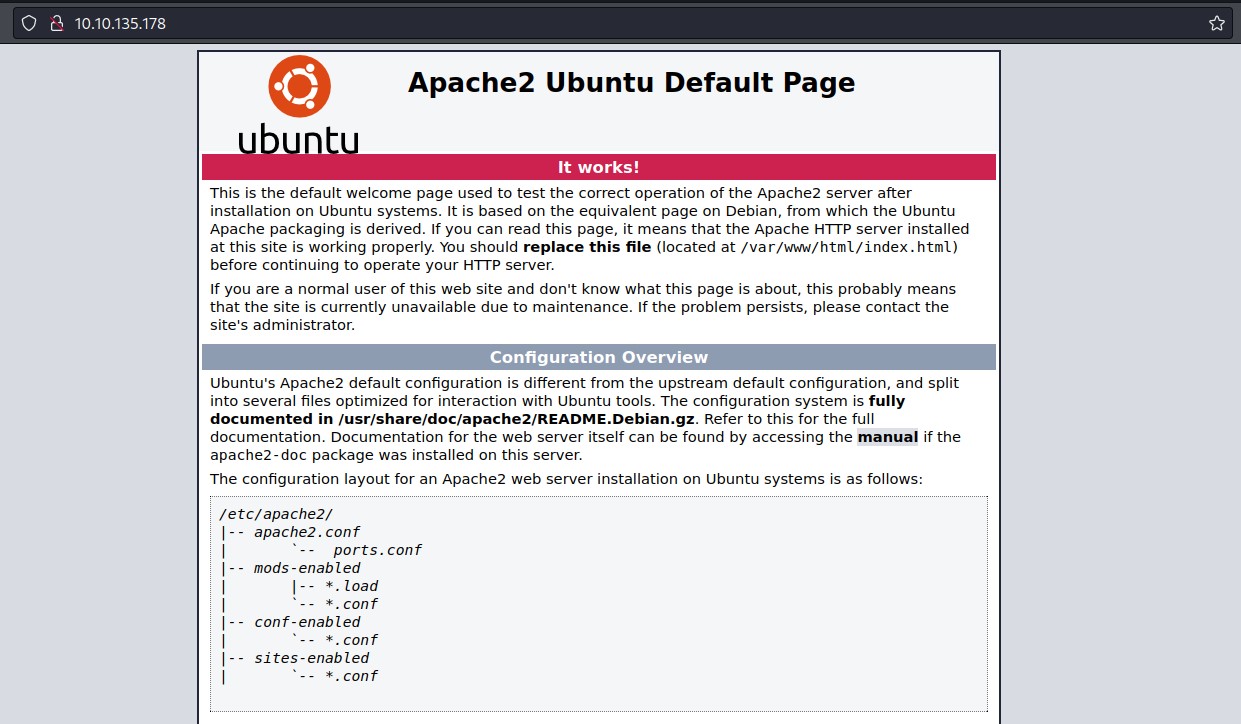 10.10.135.178
ubuntu
Apache2 Ubuntu Default Page
It works!
This is the default welcome page used to test the correct operation of the Apache2 server after
installation on Ubuntu systems. It is based on the equivalent page on Debian, from which the Ubuntu
Apache packaging is derived. If you can read this page, it means that the Apache HTTP server installed
at this site is working properly. You should replace this file (located at /var/www/html/index.html)
before continuing to operate your HTTP server.
If you are a normal user of this web site and don't know what this page is about, this probably means
that the site is currently unavailable due to maintenance. If the problem persists, please contact the
site's administrator.
Configuration Overview
Ubuntu's Apache2 default configuration is different from the upstream default configuration, and split
into several files optimized for interaction with Ubuntu tools. The configuration system is fully
documented in /usr/share/doc/apache2/README.Debian.gz. Refer to this for the full
documentation. Documentation for the web server itself can be found by accessing the manual if the
apache2-doc package was installed on this server.
The configuration layout for an Apache2 web server installation on Ubuntu systems is as follows:
/etc/apache2/
|-- apache2.conf
|       `--  ports.conf
|-- mods-enabled
|       |-- *.load
|       `-- *.conf
|-- conf-enabled
|       `-- *.conf
|-- sites-enabled
|       `-- *.conf